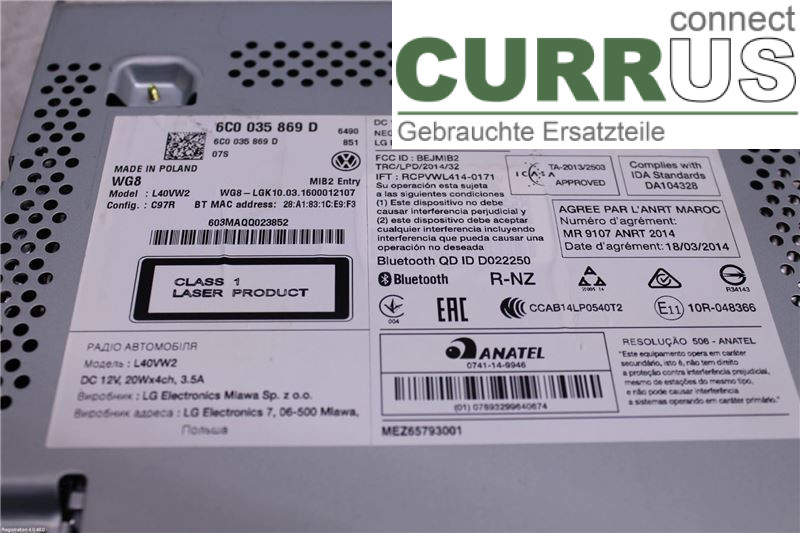 connect
CURRUS
Gebrauchte Ersatzteile
6C0 035 869 D
6C0 035 869 D
07S
6490
851
MADE IN POLAND
WG8
MIB2 Entry
Model : L40VW2
WG8-LGK10.03.1600012107
Config. : C97R
BT MAC address: 28:A1:83:1C:E9:F3
603MAQQ023852
CLASS 1
LASER PRODUCT
РАДІО АВТОМОБІЛЯ
Модель : L40VW2
DC 12V, 20Wx4ch, 3.5A
Виробник : LG Electronics Mlawa Sp. z o.o.
Виробник адреса : LG Electronics 7, 06-500 Mlawa,
Польша
FCC ID : BEJMIB2
TRC/LPD/2014/32
IFT : RCPVWL414-0171
Su operación esta sujeta
a las siguientes condiciones:
(1) Este dispositivo no debe
causar interferencia perjudicial y
(2) este dispositivo debe aceptar
cualquier interferencia incluyendo
interferencia que pueda causar una
operación no deseada
ICASA
TA-2013/2503
APPROVED
Complies with
IDA Standards
DA104328
AGREE PAR L'ANRT MAROC
Numéro d'agrément:
MR 9107 ANRT 2014
Date d'agrément: 18/03/2014
Bluetooth QD ID D022250
Bluetooth
R-NZ
R34143
004
EAC
CCAB14LP0540T2
E11
10R-048366
ANATEL
0741-14-9946
(01) 07893299640674
RESOLUÇÃO 506 - ANATEL
"Este equipamento opera em caráter
secundário, isto é, não tem direito
a proteção contra interferência prejudicial,
mesmo de estações do mesmo tipo,
e não pode causar interferência
a sistemas operando em caráter primário."
MEZ65793001
Registration 4.0.48.0